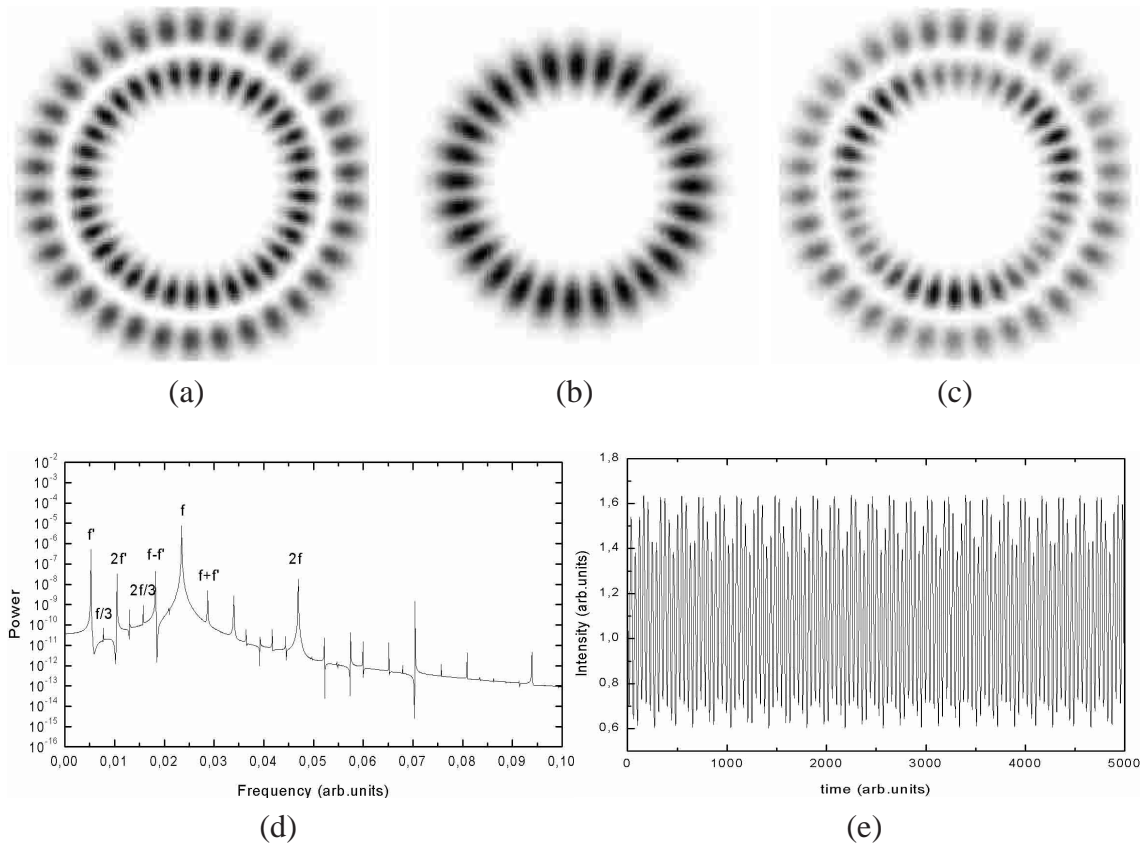 (a)
(b)
(c)
10^-2
10^-3
10^-4
10^-5
10^-6
10^-7
10^-8
10^-9
10^-10
10^-11
10^-12
10^-13
10^-14
10^-15
10^-16
Power
f'
f/3
2f'
2f/3
f-f'
f
f+f'
2f
0,00 0,01 0,02 0,03 0,04 0,05 0,06 0,07 0,08 0,09 0,10
Frequency (arb.units)
(d)
1,8
1,6
1,4
1,2
1,0
0,8
0,6
Intensity (arb.units)
0 1000 2000 3000 4000 5000
time (arb.units)
(e)